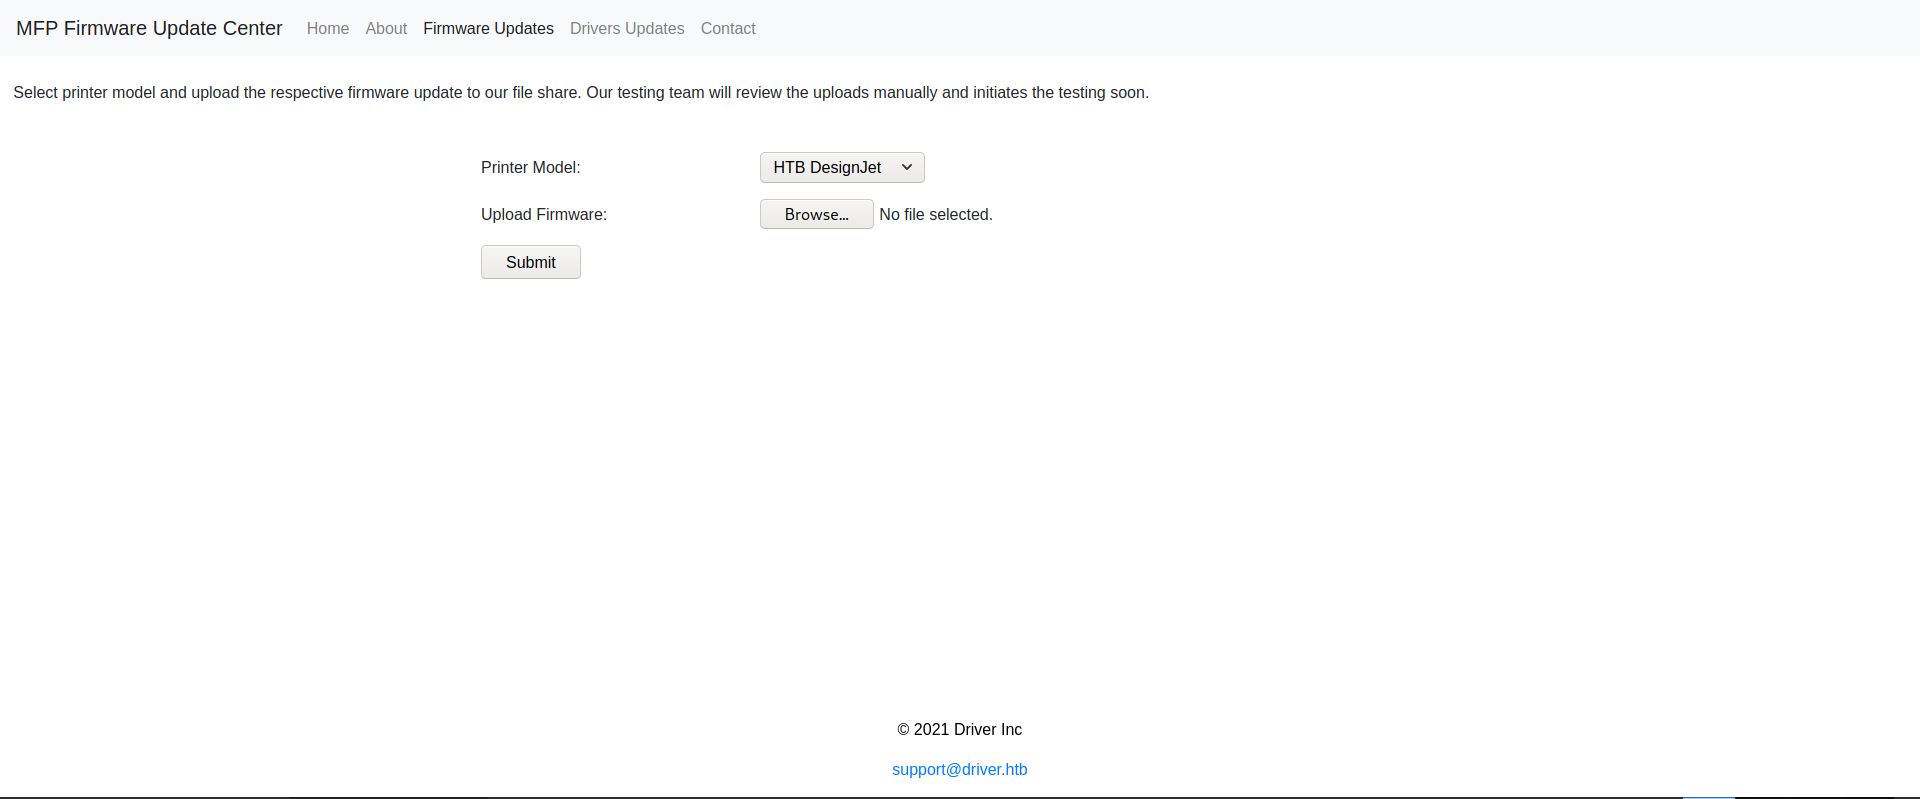 MFP Firmware Update Center Home About Firmware Updates Drivers Updates Contact
Select printer model and upload the respective firmware update to our file share. Our testing team will review the uploads manually and initiates the testing soon.
Printer Model: HTB DesignJet
Upload Firmware: Browse... No file selected.
Submit
© 2021 Driver Inc
support@driver.htb